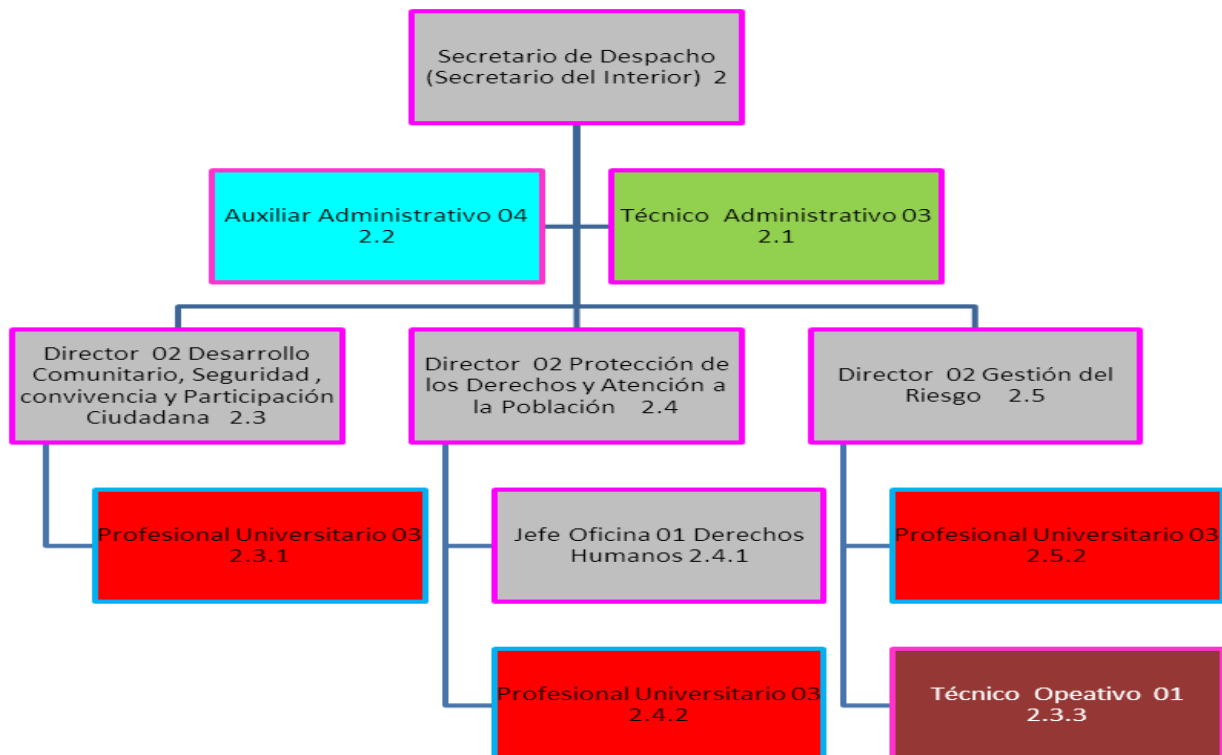 Secretario de Despacho
(Secretario del Interior) 2
Auxiliar Administrativo 04
2.2
Técnico Administrativo 03
2.1
Director 02 Desarrollo
Comunitario, Seguridad ,
convivencia y Participación
Ciudadana 2.3
Director 02 Protección de
los Derechos y Atención a
la Población 2.4
Director 02 Gestión del
Riesgo 2.5
Profesional Universitario 03
2.3.1
Jefe Oficina 01 Derechos
Humanos 2.4.1
Profesional Universitario 03
2.5.2
Profesional Universitario 03
2.4.2
Técnico Opeativo 01
2.3.3